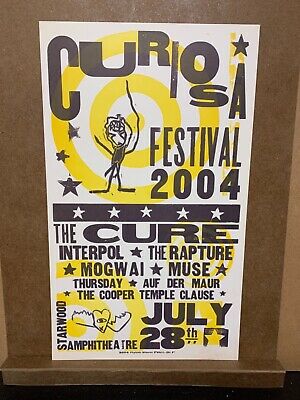 CURIOSA
FESTIVAL
2004
THE CURE
INTERPOL ★ THE RAPTURE
★ MOGWAI ★ MUSE ★
THURSDAY ★ AUF DER MAUR
★ THE COOPER TEMPLE CLAUSE ★
STARWOOD
AMPHITHEATRE
JULY
28th